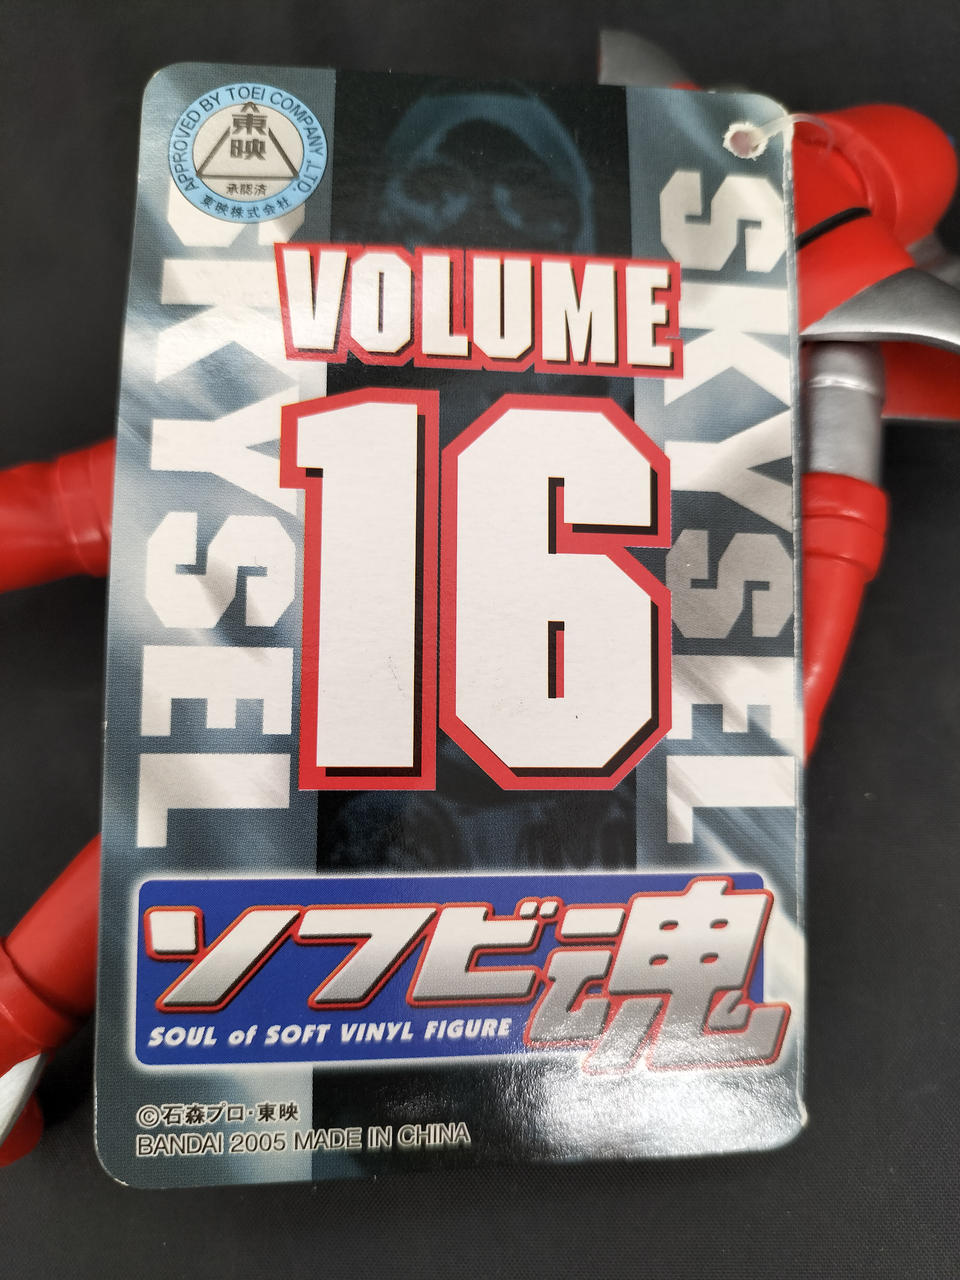 APPROVED BY TOEI COMPANY,LTD.
東映
承認済
東映株式会社
SKYSEL
SKYSEL
VOLUME
16
ソフビ魂
SOUL of SOFT VINYL FIGURE
©石森プロ・東映
BANDAI 2005 MADE IN CHINA